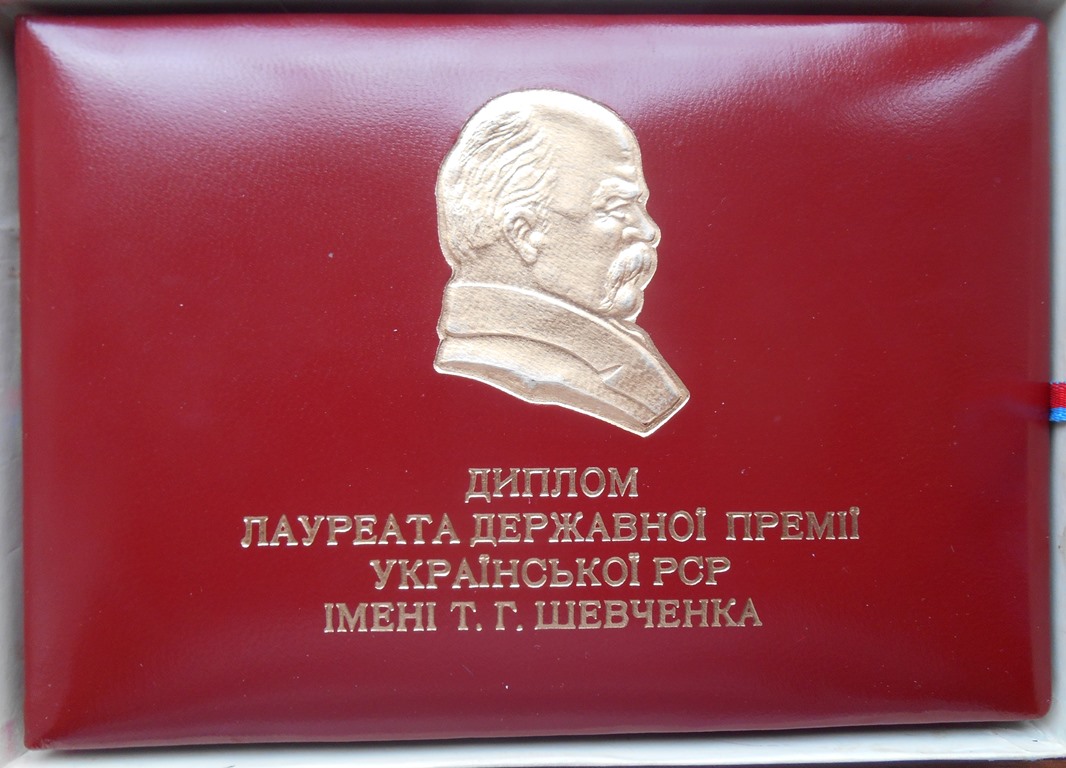 ДИПЛОМ
ЛАУРЕАТА ДЕРЖАВНОЇ ПРЕМІЇ
УКРАЇНСЬКОЇ РСР
ІМЕНІ Т. Г. ШЕВЧЕНКА